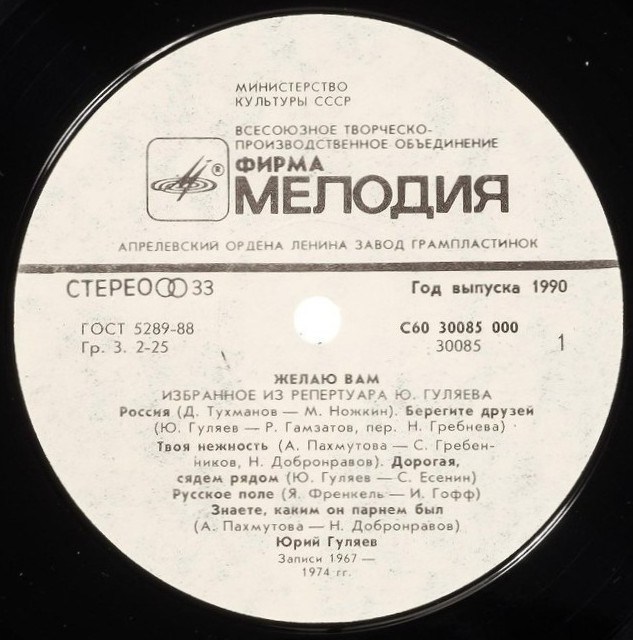 МИНИСТЕРСТВО
КУЛЬТУРЫ СССР
ВСЕСОЮЗНОЕ ТВОРЧЕСКО-
ПРОИЗВОДСТВЕННОЕ ОБЪЕДИНЕНИЕ
®
ФИРМА
МЕЛОДИЯ
АПРЕЛЕВСКИЙ ОРДЕНА ЛЕНИНА ЗАВОД ГРАМПЛАСТИНОК
СТЕРЕО 33
Год выпуска 1990
ГОСТ 5289-88
С60 30085 000
Гр. 3. 2-25
30085
1
ЖЕЛАЮ ВАМ
ИЗБРАННОЕ ИЗ РЕПЕРТУАРА Ю. ГУЛЯЕВА
Россия (Д. Тухманов — М. Ножкин). Берегите друзей
(Ю. Гуляев — Р. Гамзатов, пер. Н. Гребнева)
Твоя нежность (А. Пахмутова — С. Гребен-
ников, Н. Добронравов). Дорогая,
сядем рядом (Ю. Гуляев — С. Есенин)
Русское поле (Я. Френкель — И. Гофф)
Знаете, каким он парнем был
(А. Пахмутова — Н. Добронравов)
Юрий Гуляев
Записи 1967 —
1974 гг.